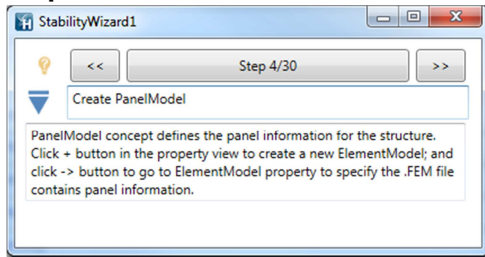 StabilityWizard1
<<
Step 4/30
>>
Create PanelModel
PanelModel concept defines the panel information for the structure.
Click + button in the property view to create a new ElementModel; and
click -> button to go to ElementModel property to specify the .FEM file
contains panel information.